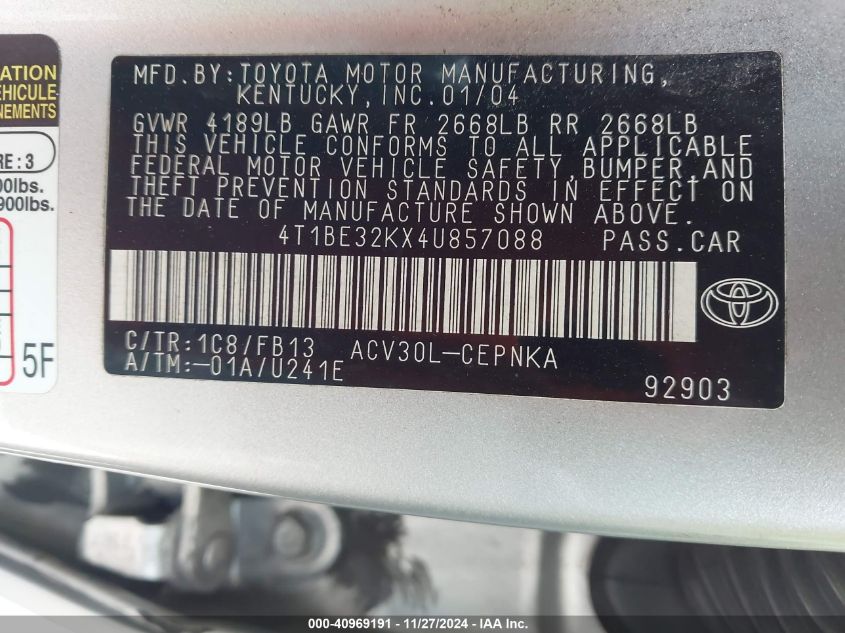 ATION
EHICULE
NEMENTS
RE : 3
00lbs.
900lbs.
5F
MFD. BY: TOYOTA MOTOR MANUFACTURING,
KENTUCKY, INC. 01/04
GVWR 4189LB GAWR FR 2668LB RR 2668LB
THIS VEHICLE CONFORMS TO ALL APPLICABLE
FEDERAL MOTOR VEHICLE SAFETY, BUMPER, AND
THEFT PREVENTION STANDARDS IN EFFECT ON
THE DATE OF MANUFACTURE SHOWN ABOVE.
4T1BE32KX4U857088 PASS. CAR
C/TR: 1C8/FB13 ACV30L-CEPNKA
A/TM:-01A/U241E
92903
000-40969191 - 11/27/2024 - IAA Inc.